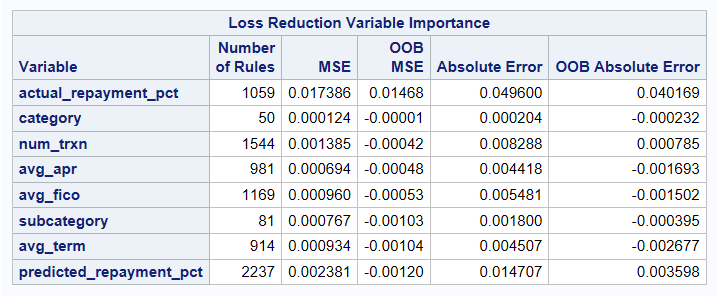 Loss Reduction Variable Importance
Variable Number of Rules MSE OOB MSE Absolute Error OOB Absolute Error
actual_repayment_pct 1059 0.017386 0.01468 0.049600 0.040169
category 50 0.000124 -0.00001 0.000204 -0.000232
num_trxn 1544 0.001385 -0.00042 0.008288 0.000785
avg_apr 981 0.000694 -0.00048 0.004418 -0.001693
avg_fico 1169 0.000960 -0.00053 0.005481 -0.001502
subcategory 81 0.000767 -0.00103 0.001800 -0.000395
avg_term 914 0.000934 -0.00104 0.004507 -0.002677
predicted_repayment_pct 2237 0.002381 -0.00120 0.014707 0.003598